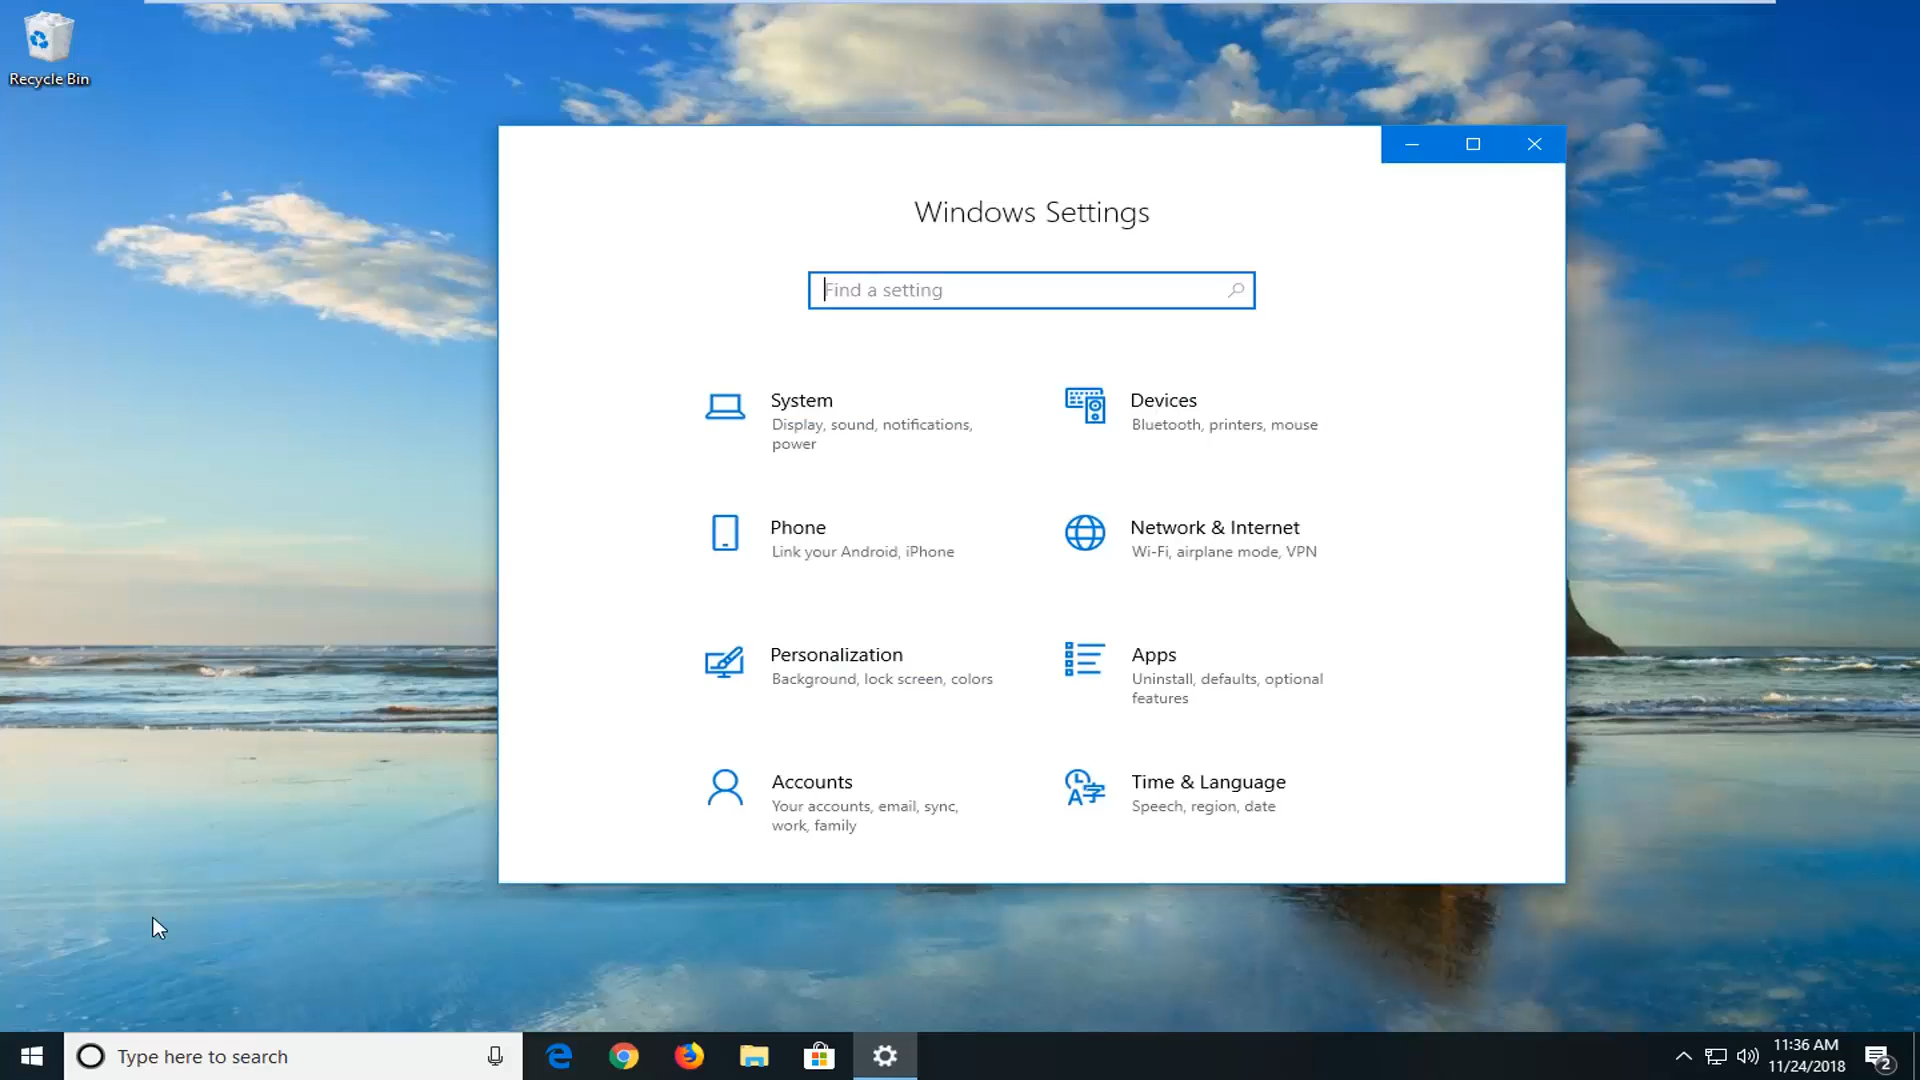 Recycle Bin
Windows Settings
Find a setting
System
Display, sound, notifications,
power
Devices
Bluetooth, printers, mouse
Phone
Link your Android, iPhone
Network & Internet
Wi-Fi, airplane mode, VPN
Personalization
Background, lock screen, colors
Apps
Uninstall, defaults, optional
features
Accounts
Your accounts, email, sync,
work, family
Time & Language
Speech, region, date
Type here to search
11:36 AM
11/24/2018
2